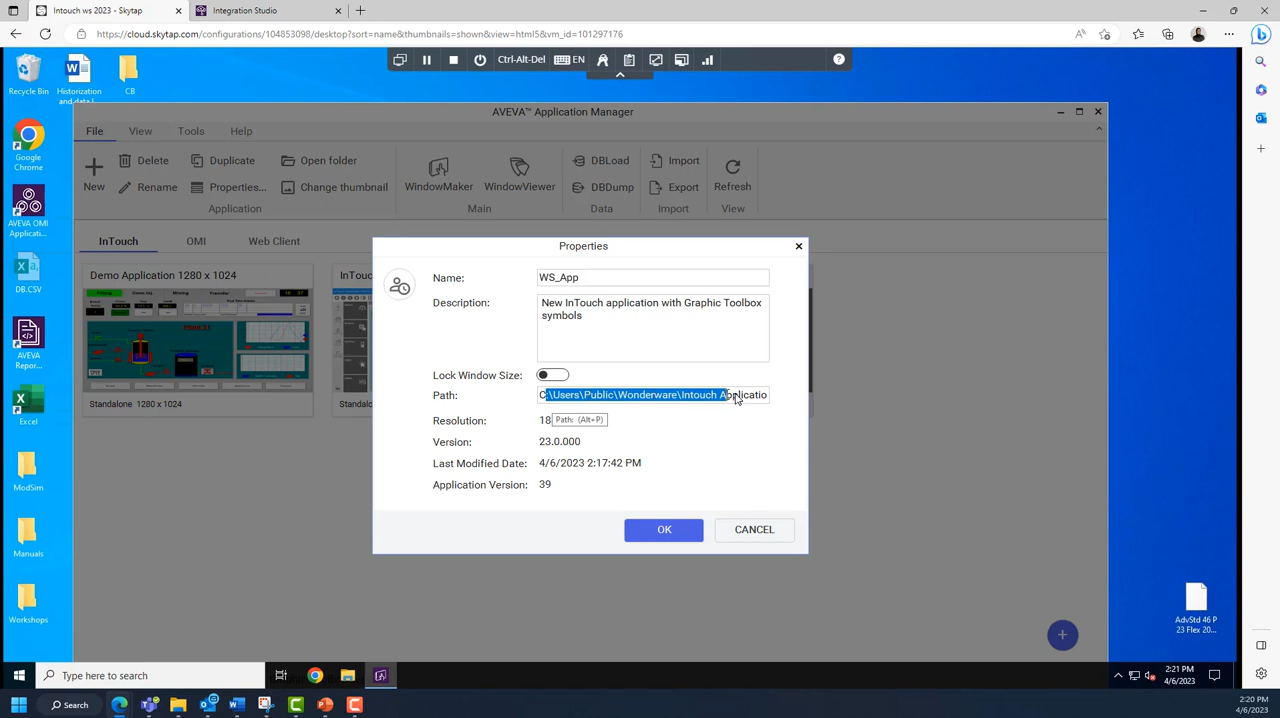 Intouch ws 2023 - Skytap
Integration Studio
https://cloud.skytap.com/configurations/104853098/desktop?sort=name&thumbnails=shown&view=html5&vm_id=101297176
Ctrl-Alt-Del
EN
Recycle Bin
Historization and data l
CB
Google Chrome
AVEVA OMI Applicati...
DB.CSV
AVEVA Repor...
Excel
ModSim
Manuals
Workshops
AdvStd 46 P 23 Flex 20...
AVEVA™ Application Manager
File View Tools Help
New
Delete
Rename
Duplicate
Properties...
Open folder
Change thumbnail
Application
WindowMaker
WindowViewer
Main
DBLoad
DBDump
Data
Import
Export
Import
Refresh
View
InTouch OMI Web Client
Demo Application 1280 x 1024
Standalone 1280 x 1024
InTou
Standalo
Properties
Name: WS_App
Description: New InTouch application with Graphic Toolbox
symbols
Lock Window Size:
Path: C:\Users\Public\Wonderware\Intouch Applicatio
Resolution: 18
Path: (Alt+P)
Version: 23.0.000
Last Modified Date: 4/6/2023 2:17:42 PM
Application Version: 39
OK CANCEL
Type here to search
2:21 PM
4/6/2023
Search
2:20 PM
4/6/2023